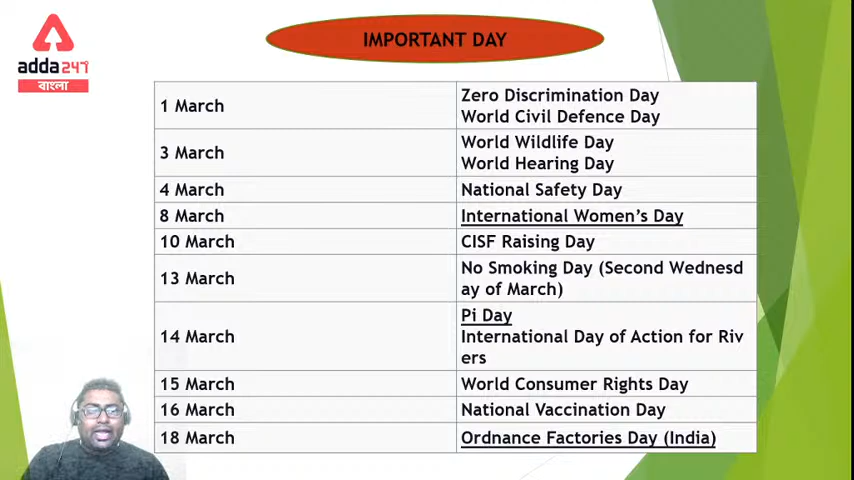 adda247
বাংলা
IMPORTANT DAY
1 March
Zero Discrimination Day
World Civil Defence Day
3 March
World Wildlife Day
World Hearing Day
4 March
National Safety Day
8 March
International Women’s Day
10 March
CISF Raising Day
13 March
No Smoking Day (Second Wednesd
ay of March)
14 March
Pi Day
International Day of Action for Riv
ers
15 March
World Consumer Rights Day
16 March
National Vaccination Day
18 March
Ordnance Factories Day (India)